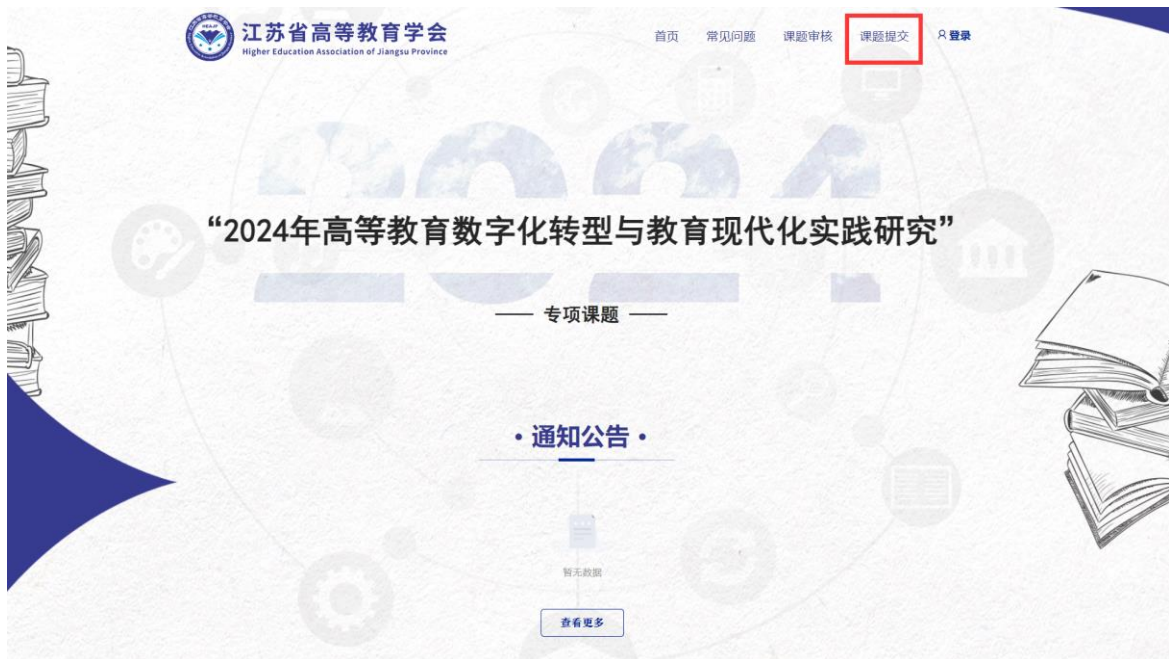 江苏省高等教育学会
Higher Education Association of Jiangsu Province
首页 常见问题 课题审核 课题提交 登录
2024
“2024年高等教育数字化转型与教育现代化实践研究”
—— 专项课题 ——
·通知公告·
暂无数据
查看更多